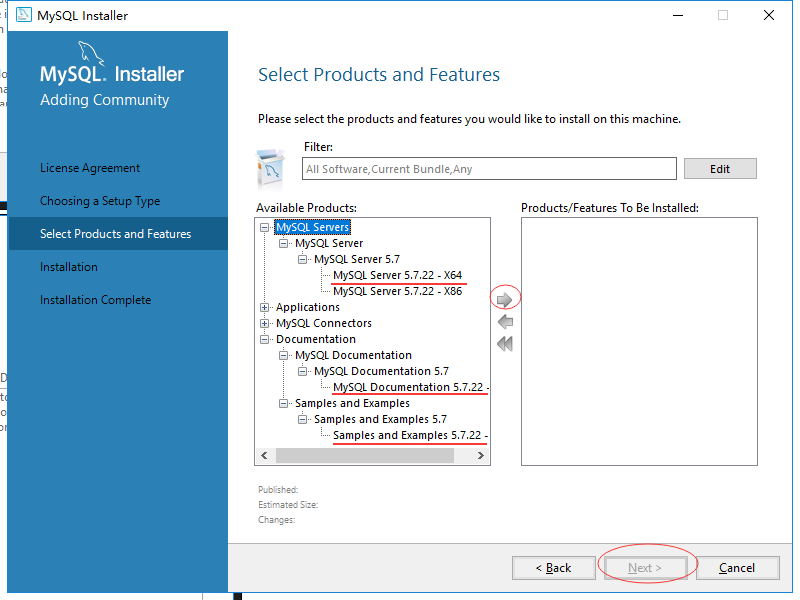 MySQL Installer
MySQL. Installer
Adding Community
License Agreement
Choosing a Setup Type
Select Products and Features
Installation
Installation Complete
Select Products and Features
Please select the products and features you would like to install on this machine.
Filter:
All Software,Current Bundle,Any
Edit
Available Products:
MySQL Servers
MySQL Server
MySQL Server 5.7
MySQL Server 5.7.22 - X64
MySQL Server 5.7.22 - X86
Applications
MySQL Connectors
Documentation
MySQL Documentation
MySQL Documentation 5.7
MySQL Documentation 5.7.22 -
Samples and Examples
Samples and Examples 5.7
Samples and Examples 5.7.22 -
Products/Features To Be Installed:
Published:
Estimated Size:
Changes:
< Back
Next >
Cancel